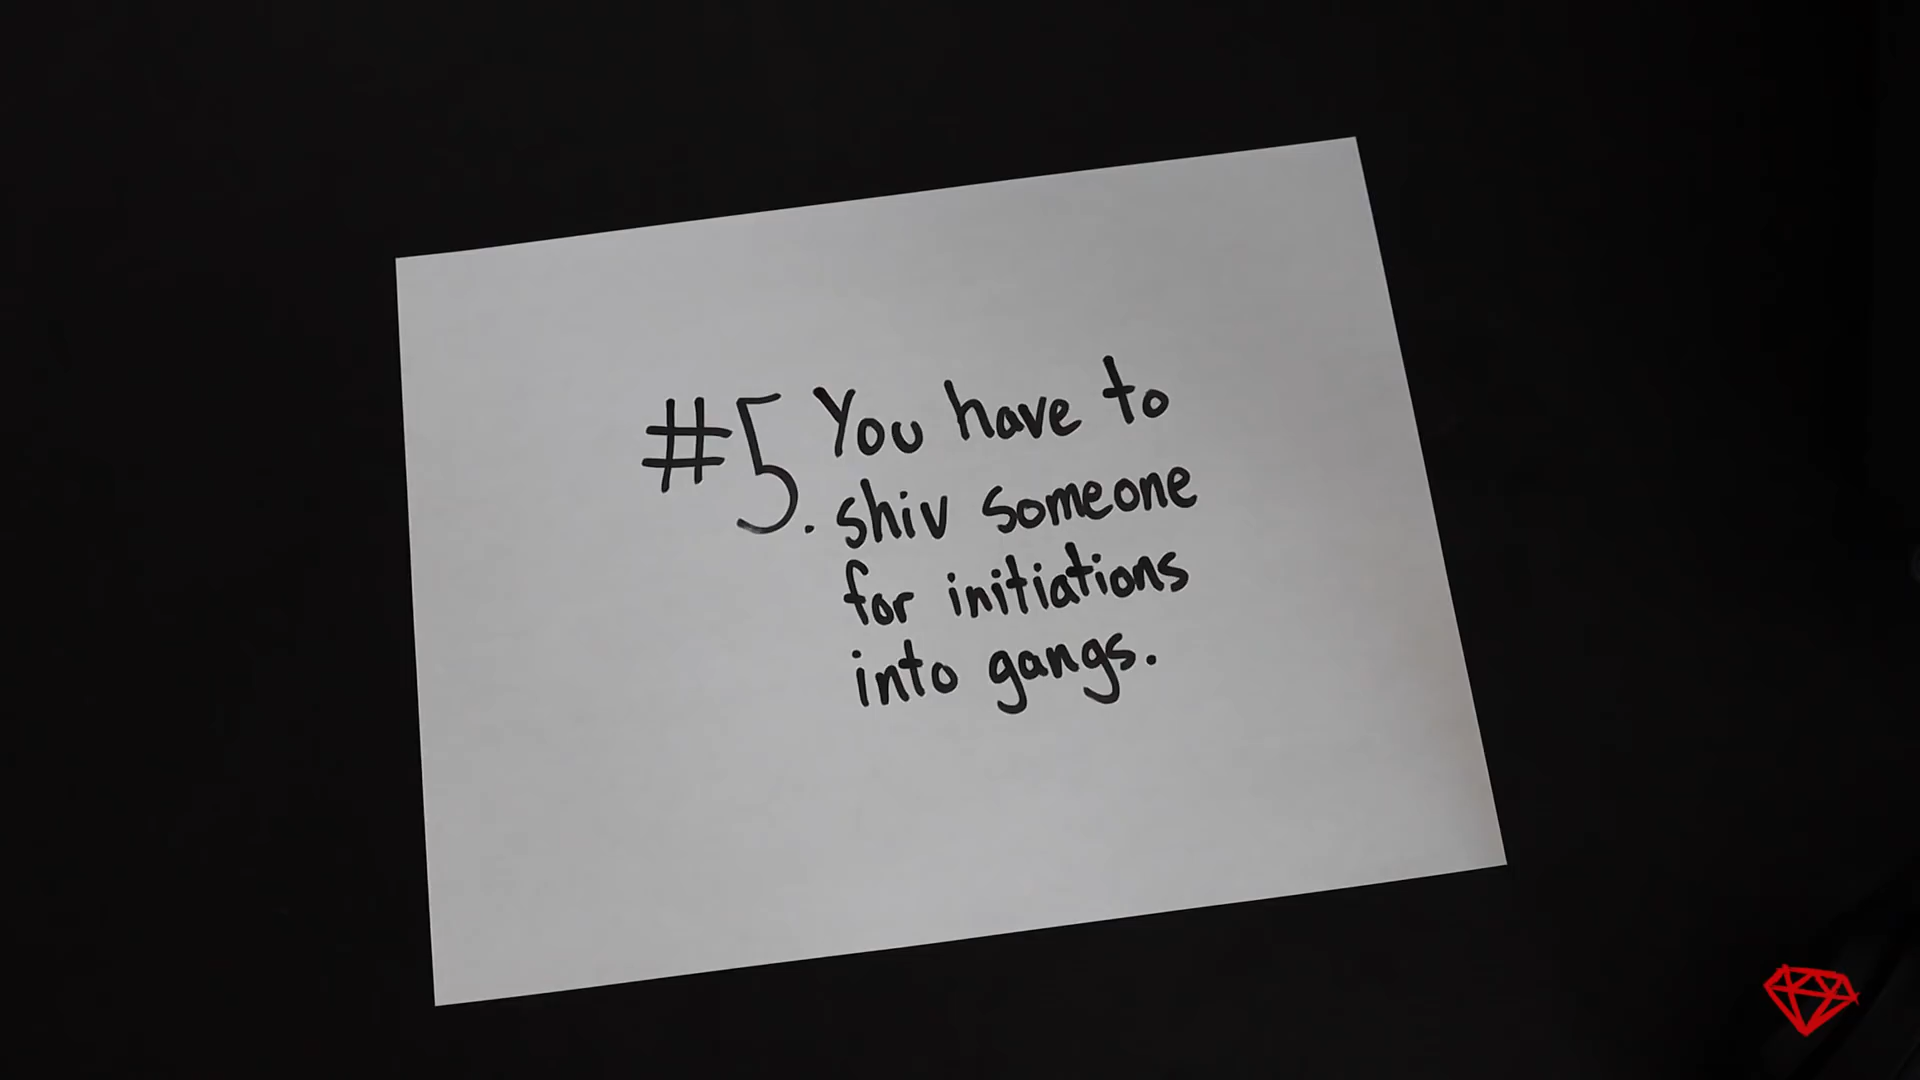 #5. You have to
shiv someone
for initiations
into gangs.